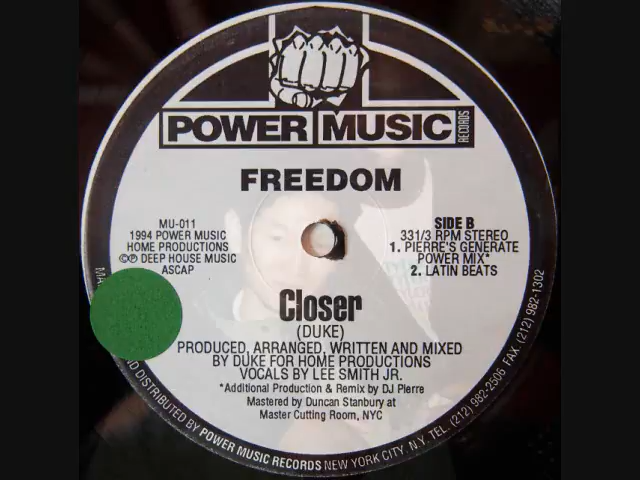 POWER MUSIC RECORDS
FREEDOM
MU-011
1994 POWER MUSIC
HOME PRODUCTIONS
©℗ DEEP HOUSE MUSIC
ASCAP
SIDE B
331/3 RPM STEREO
1. PIERRE'S GENERATE
POWER MIX*
2. LATIN BEATS
Closer
(DUKE)
PRODUCED, ARRANGED, WRITTEN AND MIXED
BY DUKE FOR HOME PRODUCTIONS
VOCALS BY LEE SMITH JR.
*Additional Production & Remix by DJ Pierre
Mastered by Duncan Stanbury at
Master Cutting Room, NYC
DISTRIBUTED BY POWER MUSIC RECORDS NEW YORK CITY, N.Y. TEL. (212) 982-2506 FAX. (212) 982-1302